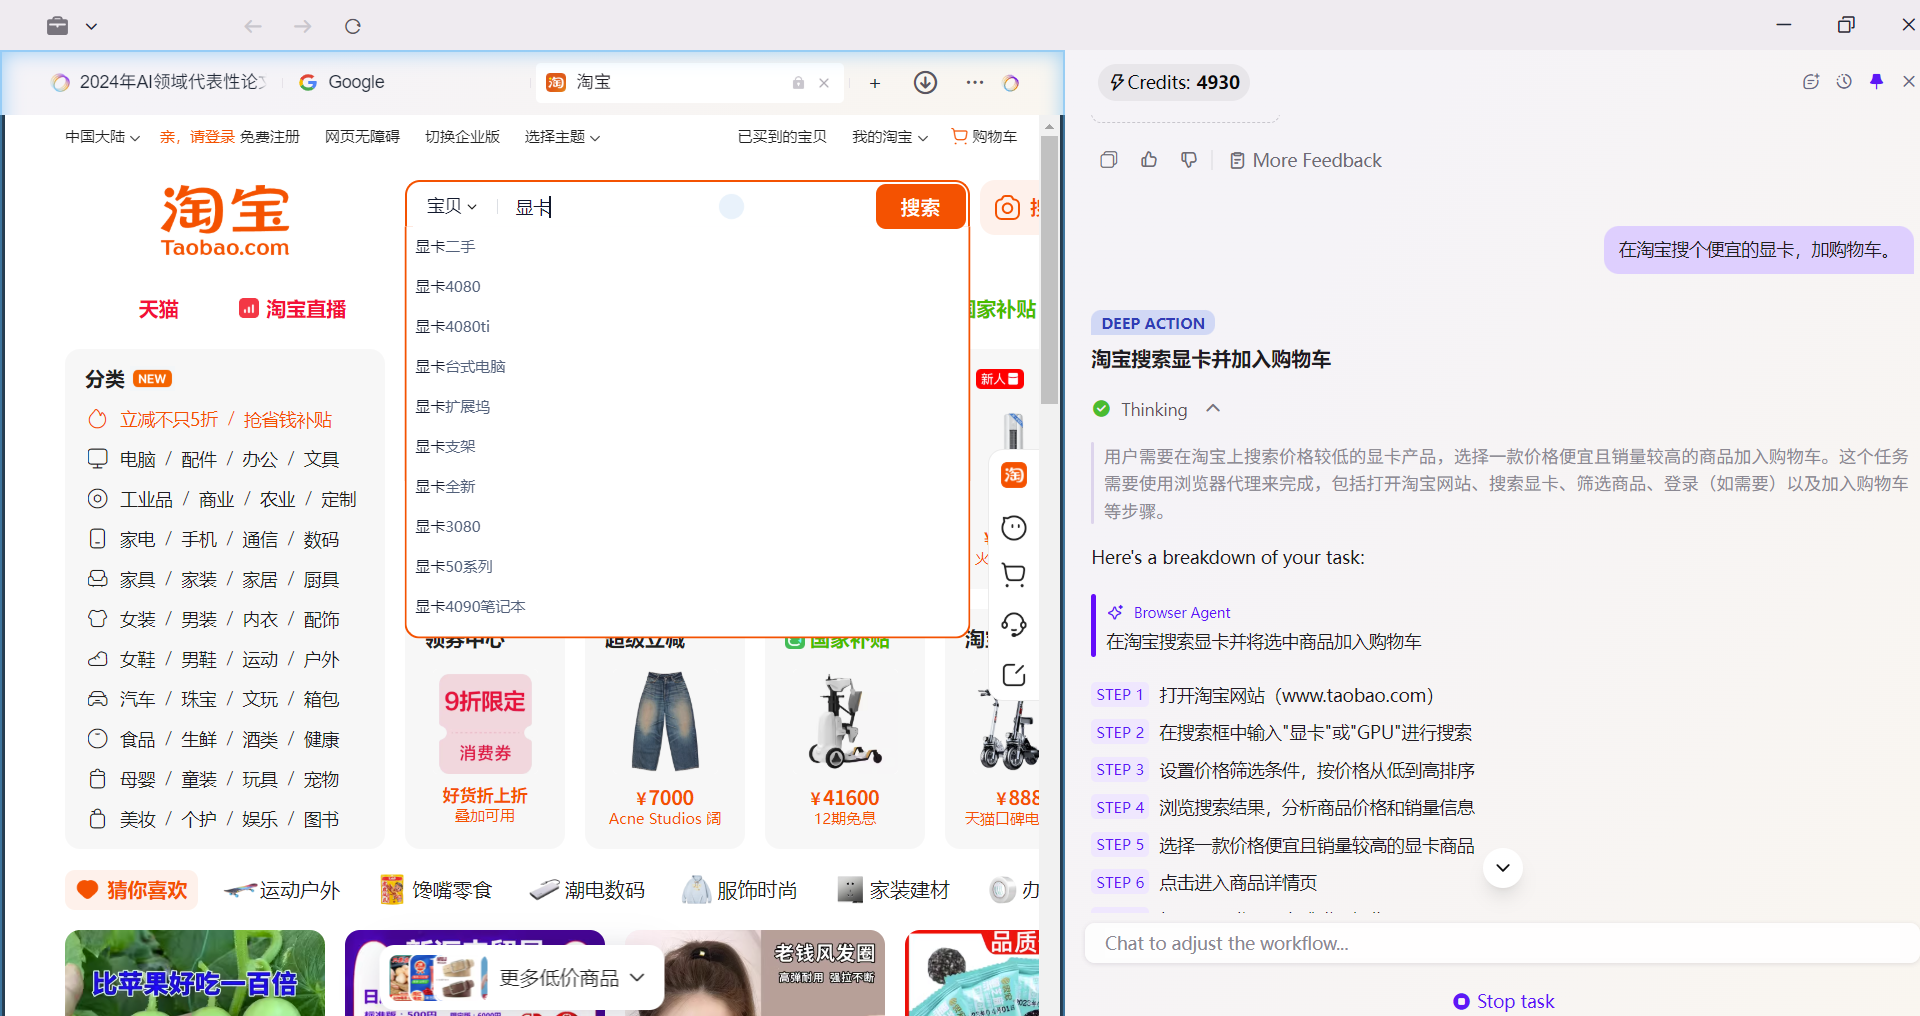 2024年AI领域代表性论文
Google
淘宝
中国大陆
亲，请登录 免费注册
网页无障碍
切换企业版
选择主题
已买到的宝贝
我的淘宝
购物车
淘宝
Taobao.com
宝贝
显卡
搜索
显卡二手
显卡4080
显卡4080ti
显卡台式电脑
显卡扩展坞
显卡支架
显卡全新
显卡3080
显卡50系列
显卡4090笔记本
天猫
淘宝直播
国家补贴
分类 NEW
立减不只5折 / 抢省钱补贴
电脑 / 配件 / 办公 / 文具
工业品 / 商业 / 农业 / 定制
家电 / 手机 / 通信 / 数码
家具 / 家装 / 家居 / 厨具
女装 / 男装 / 内衣 / 配饰
女鞋 / 男鞋 / 运动 / 户外
汽车 / 珠宝 / 文玩 / 箱包
食品 / 生鲜 / 酒类 / 健康
母婴 / 童装 / 玩具 / 宠物
美妆 / 个护 / 娱乐 / 图书
新人
淘
领券中心
超级立减
国家补贴
淘宝
9折限定
消费券
好货折上折
叠加可用
¥7000
Acne Studios 阔
¥41600
12期免息
¥888
天猫口碑电
猜你喜欢
运动户外
馋嘴零食
潮电数码
服饰时尚
家装建材
办
比苹果好吃一百倍
更多低价商品
老钱风发圈
高弹耐用 强拉不断
品质
Credits: 4930
More Feedback
在淘宝搜个便宜的显卡，加购物车。
DEEP ACTION
淘宝搜索显卡并加入购物车
Thinking
用户需要在淘宝上搜索价格较低的显卡产品，选择一款价格便宜且销量较高的商品加入购物车。这个任务
需要使用浏览器代理来完成，包括打开淘宝网站、搜索显卡、筛选商品、登录（如需要）以及加入购物车
等步骤。
Here's a breakdown of your task:
Browser Agent
在淘宝搜索显卡并将选中商品加入购物车
STEP 1 打开淘宝网站（www.taobao.com）
STEP 2 在搜索框中输入"显卡"或"GPU"进行搜索
STEP 3 设置价格筛选条件，按价格从低到高排序
STEP 4 浏览搜索结果，分析商品价格和销量信息
STEP 5 选择一款价格便宜且销量较高的显卡商品
STEP 6 点击进入商品详情页
Chat to adjust the workflow...
Stop task